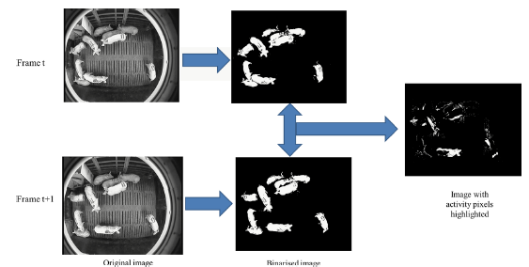 Frame t
Frame t+1
Image with
activity pixels
highlighted
Original image
Binarised image